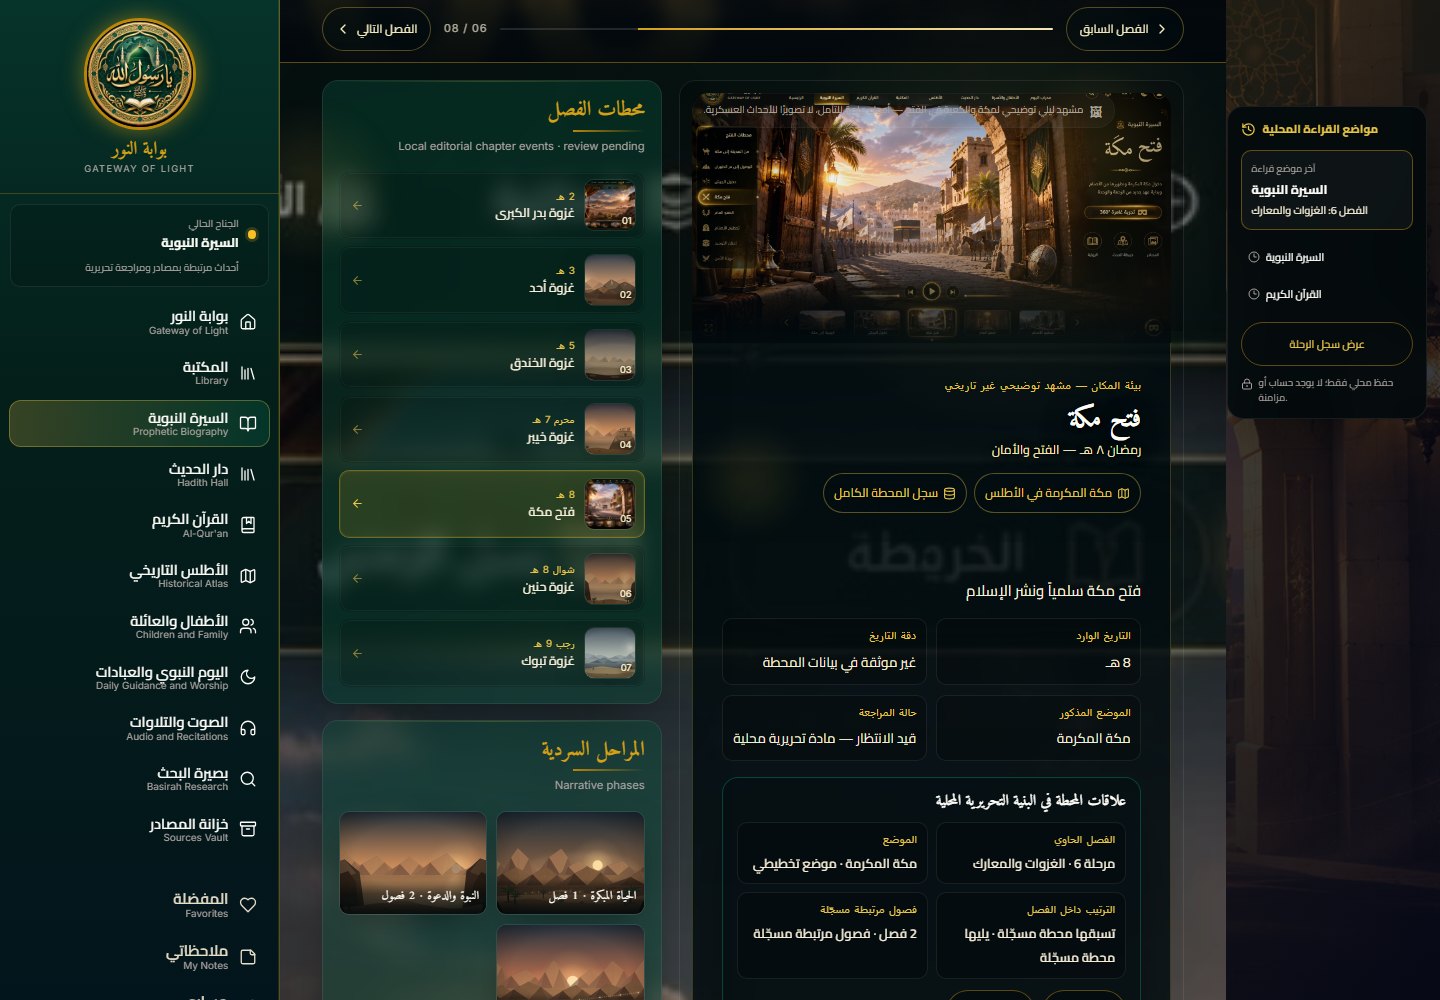 يا رسول الله
بوابة النور
GATEWAY OF LIGHT
الجناح الحالي
السيرة النبوية
أحداث مرتبطة بمصادر ومراجعة تحريرية
بوابة النور
Gateway of Light
المكتبة
Library
السيرة النبوية
Prophetic Biography
دار الحديث
Hadith Hall
القرآن الكريم
Al-Qur'an
الأطلس التاريخي
Historical Atlas
الأطفال والعائلة
Children and Family
اليوم النبوي والعبادات
Daily Guidance and Worship
الصوت والتلاوات
Audio and Recitations
بصيرة البحث
Basirah Research
خزانة المصادر
Sources Vault
المفضلة
Favorites
ملاحظاتي
My Notes
الفصل السابق
08 / 06
الفصل التالي
محطات الفصل
Local editorial chapter events · review pending
2 هـ
غزوة بدر الكبرى
01
3 هـ
غزوة أحد
02
5 هـ
غزوة الخندق
03
محرم 7 هـ
غزوة خيبر
04
8 هـ
فتح مكة
05
شوال 8 هـ
غزوة حنين
06
رجب 9 هـ
غزوة تبوك
07
المراحل السردية
Narrative phases
الحياة المبكرة · 1 فصل
النبوة والدعوة · 2 فصول
السيرة النبوية
فتح مكة
بيئة المكان — مشهد توضيحي غير تاريخي
فتح مكة
رمضان ٨ هـ — الفتح والأمان
مكة المكرمة في الأطلس
سجل المحطة الكامل
الخريطة
فتح مكة سلمياً ونشر الإسلام
التاريخ الوارد
8 هـ
دقة التاريخ
غير موثقة في بيانات المحطة
الموضع المذكور
مكة المكرمة
حالة المراجعة
قيد الانتظار — مادة تحريرية محلية
علاقات المحطة في البنية التحريرية المحلية
الفصل الحاوي
مرحلة 6 · الغزوات والمعارك
الموضع
مكة المكرمة · موضع تخطيطي
الترتيب داخل الفصل
تسبقها محطة مسجّلة · يليها
محطة مسجّلة
فصول مرتبطة مسجّلة
2 فصل · فصول مرتبطة مسجّلة
مواضع القراءة المحلية
آخر موضع قراءة
السيرة النبوية
الفصل 6: الغزوات والمعارك
السيرة النبوية
القرآن الكريم
عرض سجل الرحلة
حفظ محلي فقط؛ لا يوجد حساب أو
مزامنة.